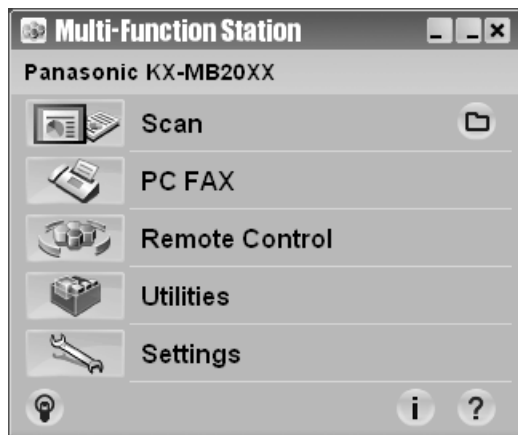 Multi-Function Station
Panasonic KX-MB20XX
Scan
PC FAX
Remote Control
Utilities
Settings
i ?